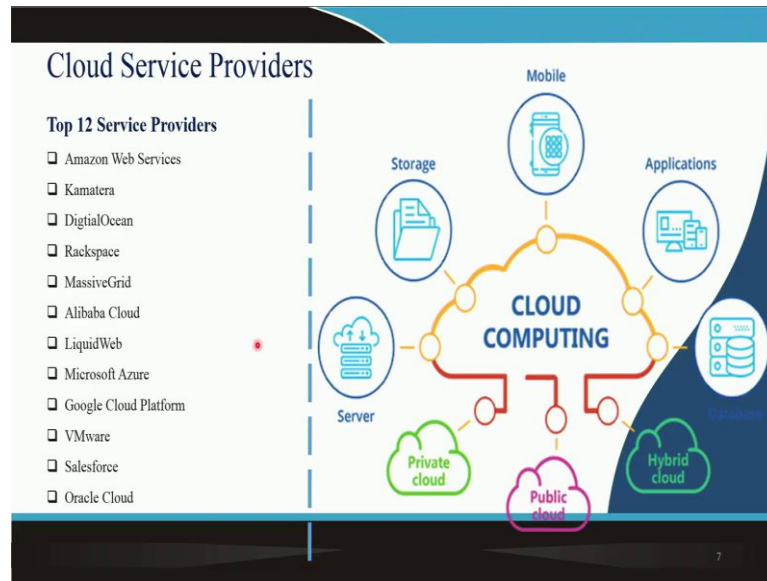 Cloud Service Providers
Top 12 Service Providers
Amazon Web Services
Kamatera
DigtialOcean
Rackspace
MassiveGrid
Alibaba Cloud
LiquidWeb
Microsoft Azure
Google Cloud Platform
VMware
Salesforce
Oracle Cloud
Mobile
Storage
Applications
CLOUD
COMPUTING
Server
Database
Private
cloud
Public
cloud
Hybrid
cloud
7